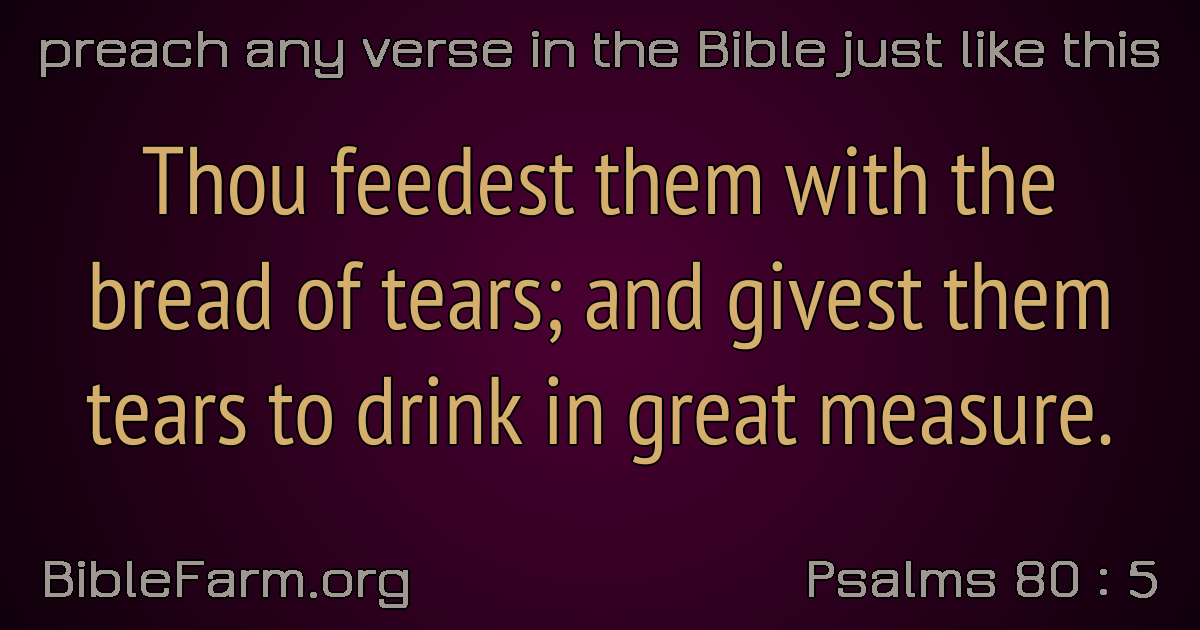 preach any verse in the Bible just like this
Thou feedest them with the
bread of tears; and givest them
tears to drink in great measure.
BibleFarm.org
Psalms 80 : 5